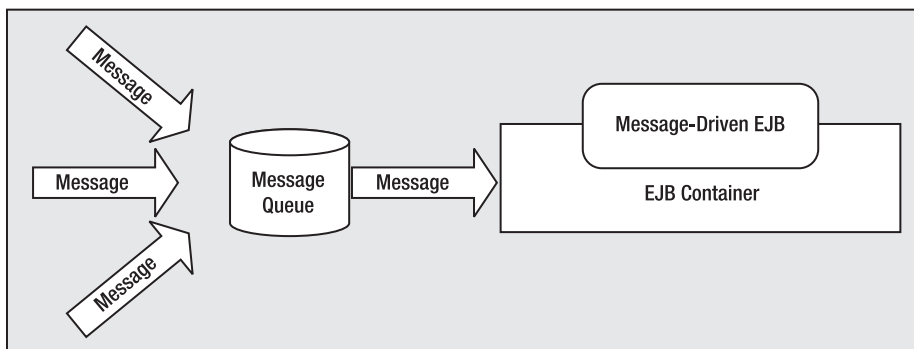 Message
Message
Message
Message
Queue
Message
Message-Driven EJB
EJB Container